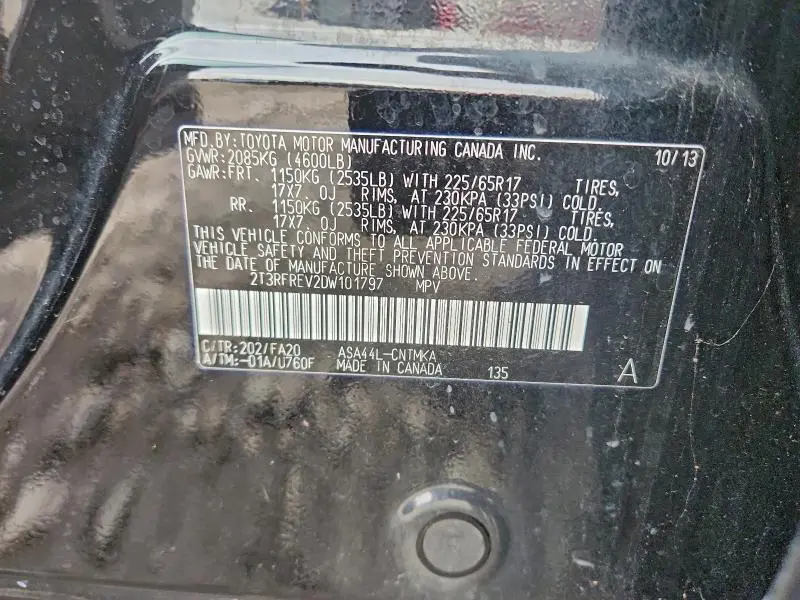 MFD.BY:TOYOTA MOTOR MANUFACTURING CANADA INC. 10/13
GVWR:2085KG (4600LB)
GAWR:FRT. 1150KG (2535LB) WITH 225/65R17 TIRES,
17X7.0J RIMS, AT 230KPA (33PSI) COLD.
RR. 1150KG (2535LB) WITH 225/65R17 TIRES,
17X7.0J RIMS, AT 230KPA (33PSI) COLD.
THIS VEHICLE CONFORMS TO ALL APPLICABLE FEDERAL MOTOR
VEHICLE SAFETY AND THEFT PREVENTION STANDARDS IN EFFECT ON
THE DATE OF MANUFACTURE SHOWN ABOVE.
2T3RFREV2DW101797 MPV
C/TR:202/FA20 ASA44L-CNTMKA
A/TM:-01A/U760F MADE IN CANADA 135 A